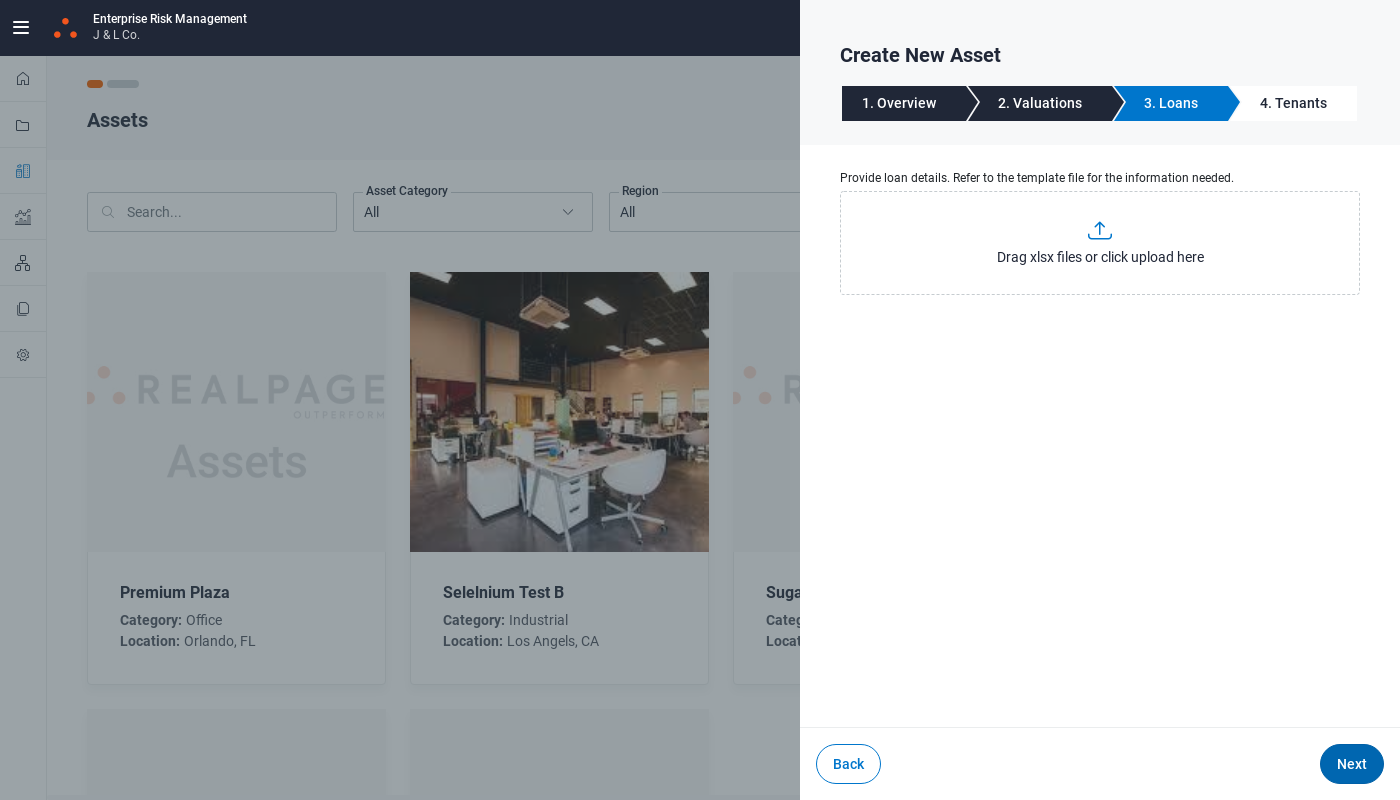 Enterprise Risk Management
J & L Co.
Assets
Search...
Asset Category
All
Region
All
REALPAGE
OUTPERFORM
Assets
Premium Plaza
Category: Office
Location: Orlando, FL
Selelnium Test B
Category: Industrial
Location: Los Angels, CA
Create New Asset
1. Overview
2. Valuations
3. Loans
4. Tenants
Provide loan details. Refer to the template file for the information needed.
Drag xlsx files or click upload here
Back
Next